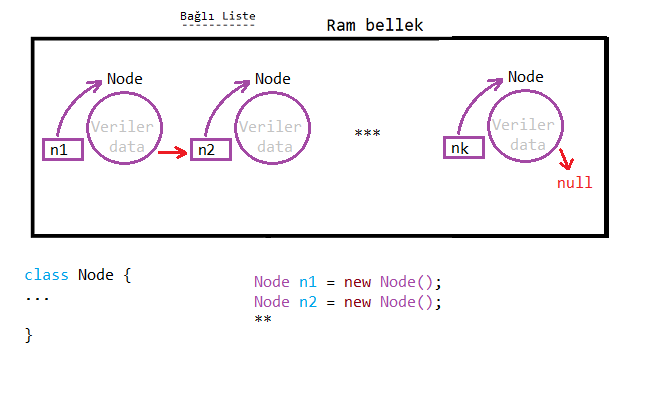 Bağlı Liste
-----------
Ram bellek
Node
Node
Node
Veriler
data
Veriler
data
Veriler
data
n1
n2
***
nk
null
class Node {
...
}
Node n1 = new Node();
Node n2 = new Node();
**